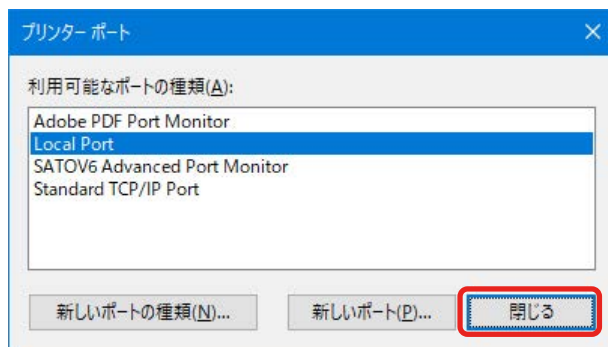 プリンター ポート
利用可能なポートの種類(A):
Adobe PDF Port Monitor
Local Port
SATOV6 Advanced Port Monitor
Standard TCP/IP Port
新しいポートの種類(N)... 新しいポート(P)... 閉じる